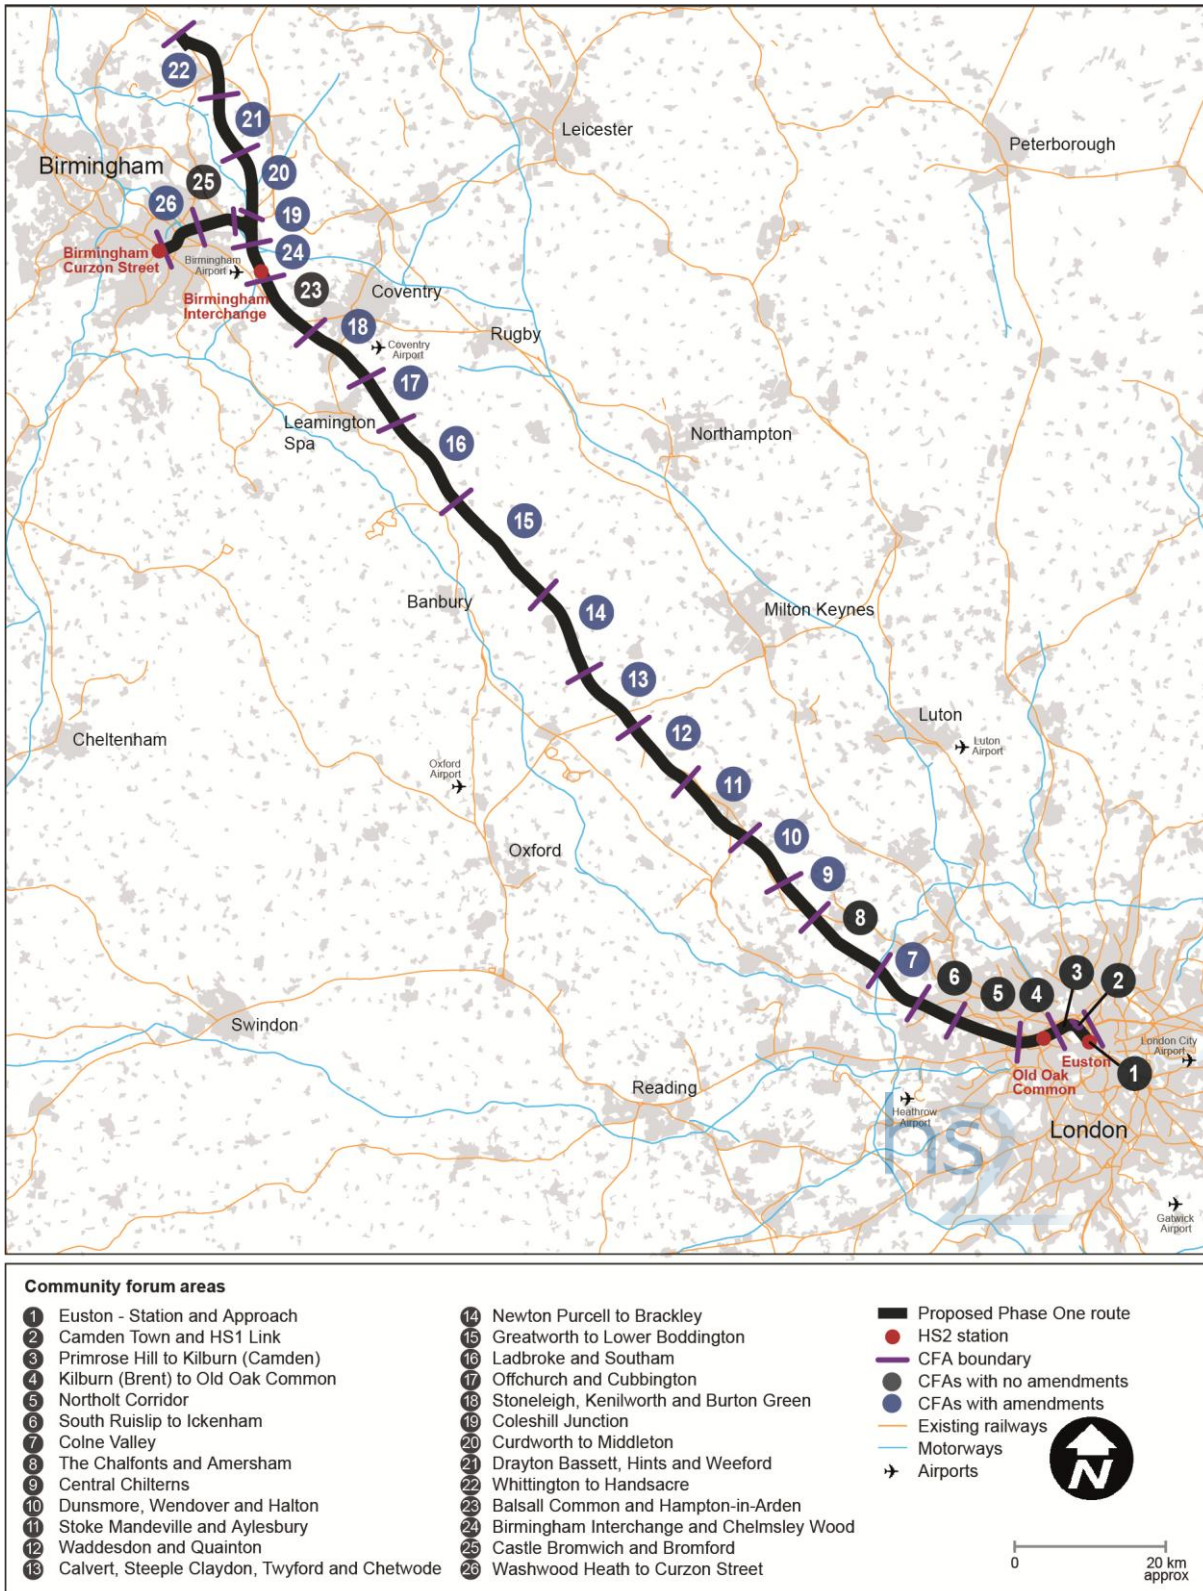 22
21
Leicester
Peterborough
Birmingham
25
20
26
19
Birmingham
Curzon Street
Birmingham
Airport
24
Birmingham
Interchange
23
Coventry
18
Coventry
Airport
Rugby
17
Leamington
Spa
16
Northampton
15
Banbury
14
Milton Keynes
13
12
Luton
Luton
Airport
Cheltenham
Oxford
Airport
11
10
Oxford
9
8
7
6
5
4
3
2
Swindon
Euston
London City
Airport
Old Oak
Common
1
Reading
Heathrow
Airport
hs2
London
Gatwick
Airport
Community forum areas
1 Euston - Station and Approach
2 Camden Town and HS1 Link
3 Primrose Hill to Kilburn (Camden)
4 Kilburn (Brent) to Old Oak Common
5 Northolt Corridor
6 South Ruislip to Ickenham
7 Colne Valley
8 The Chalfonts and Amersham
9 Central Chilterns
10 Dunsmore, Wendover and Halton
11 Stoke Mandeville and Aylesbury
12 Waddesdon and Quainton
13 Calvert, Steeple Claydon, Twyford and Chetwode
14 Newton Purcell to Brackley
15 Greatworth to Lower Boddington
16 Ladbroke and Southam
17 Offchurch and Cubbington
18 Stoneleigh, Kenilworth and Burton Green
19 Coleshill Junction
20 Curdworth to Middleton
21 Drayton Bassett, Hints and Weeford
22 Whittington to Handsacre
23 Balsall Common and Hampton-in-Arden
24 Birmingham Interchange and Chelmsley Wood
25 Castle Bromwich and Bromford
26 Washwood Heath to Curzon Street
Proposed Phase One route
HS2 station
CFA boundary
CFAs with no amendments
CFAs with amendments
Existing railways
Motorways
Airports
N
0 20 km
approx